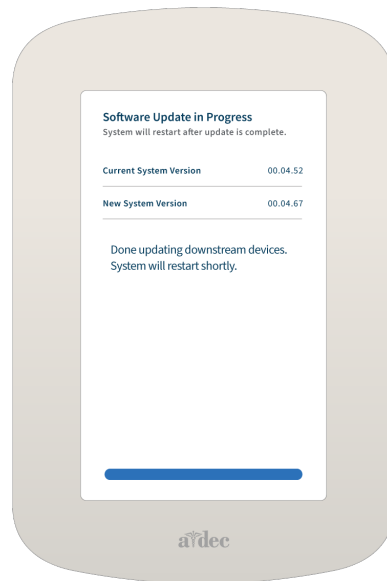 Software Update in Progress
System will restart after update is complete.
Current System Version 00.04.52
New System Version 00.04.67
Done updating downstream devices.
System will restart shortly.
a-dec